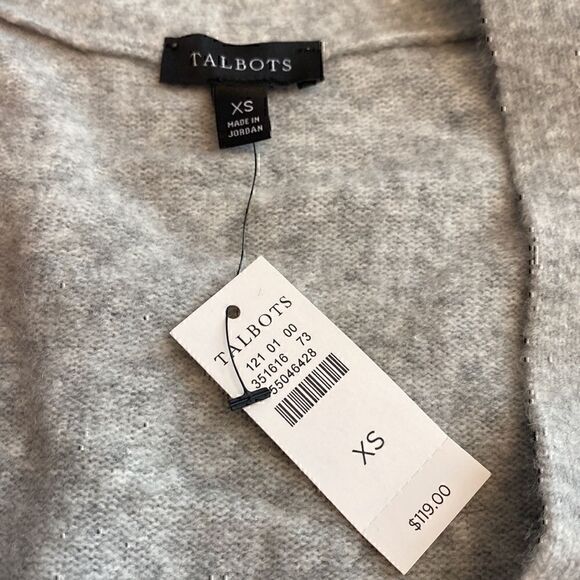 TALBOTS
XS
MADE IN
JORDAN
TALBOTS
121 01 00
351616 73
55046428
XS
$119.00